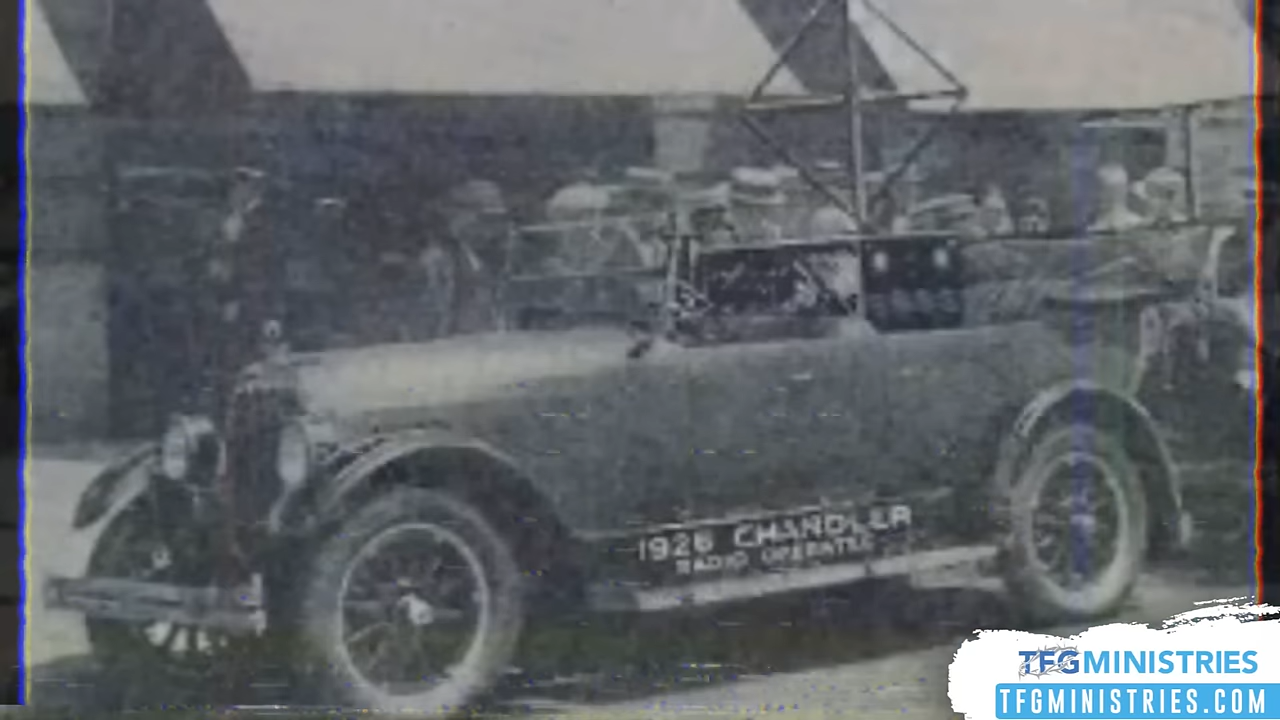 1926 CHANDLER
RADIO OPERATED
TFGMINISTRIES
TFGMINISTRIES.COM